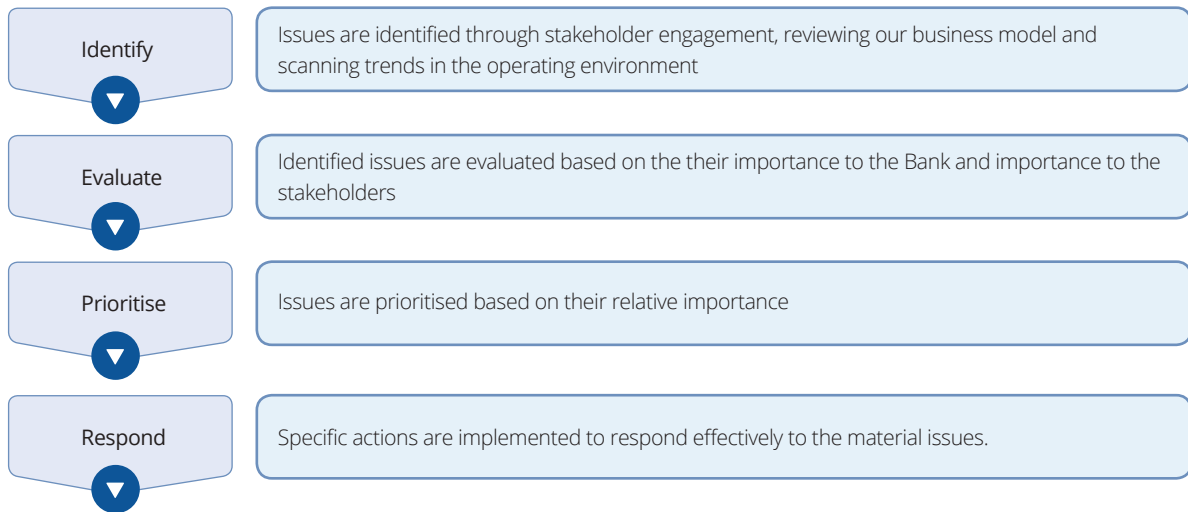 Identify
Issues are identified through stakeholder engagement, reviewing our business model and
scanning trends in the operating environment
Evaluate
Identified issues are evaluated based on the their importance to the Bank and importance to the
stakeholders
Prioritise
Issues are prioritised based on their relative importance
Respond
Specific actions are implemented to respond effectively to the material issues.